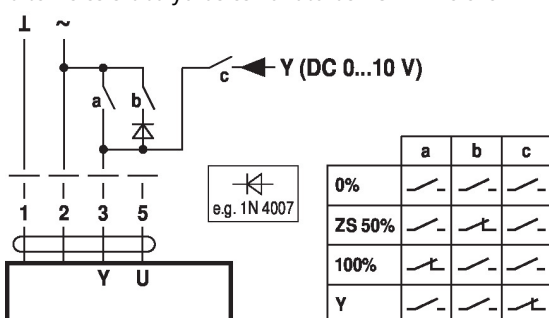 ⊥ ~
a b c Y (DC 0...10 V)
1 2 3 5
Y U
e.g. 1N 4007
a b c
0%
ZS 50%
100%
Y